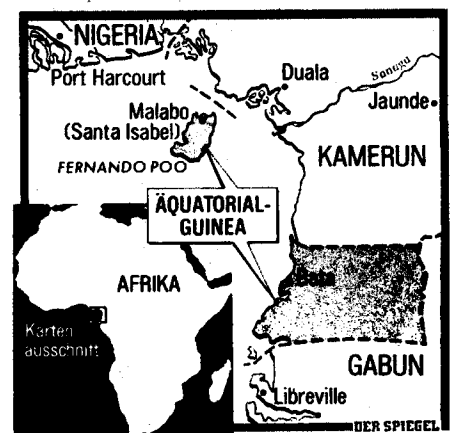 NIGERIA
Port Harcourt
Duala
Sanaga
Jaunde
Malabo
(Santa Isabel)
FERNANDO POO
KAMERUN
ÄQUATORIAL-
GUINEA
AFRIKA
Bata
Karten
ausschnitt
GABUN
Libreville
DER SPIEGEL